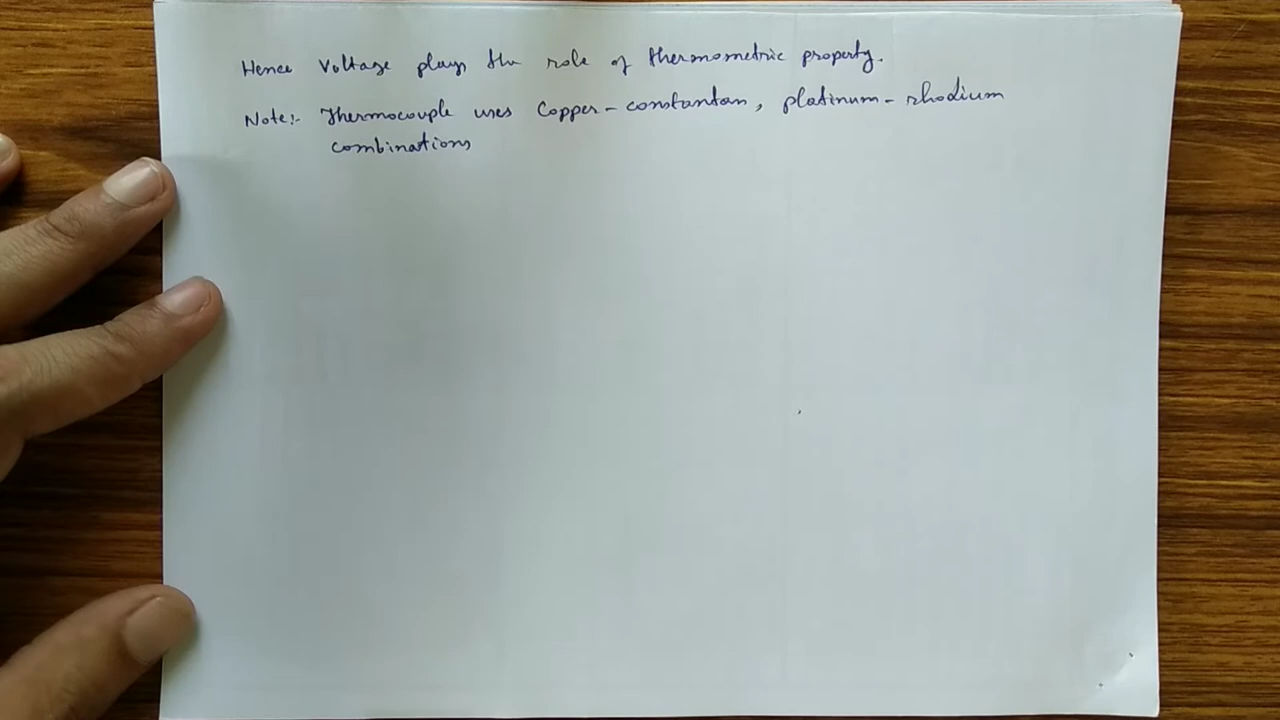 Hence Voltage plays the role of thermometric property.
Note:- Thermocouple uses Copper-constantan, platinum-rhodium
combinations